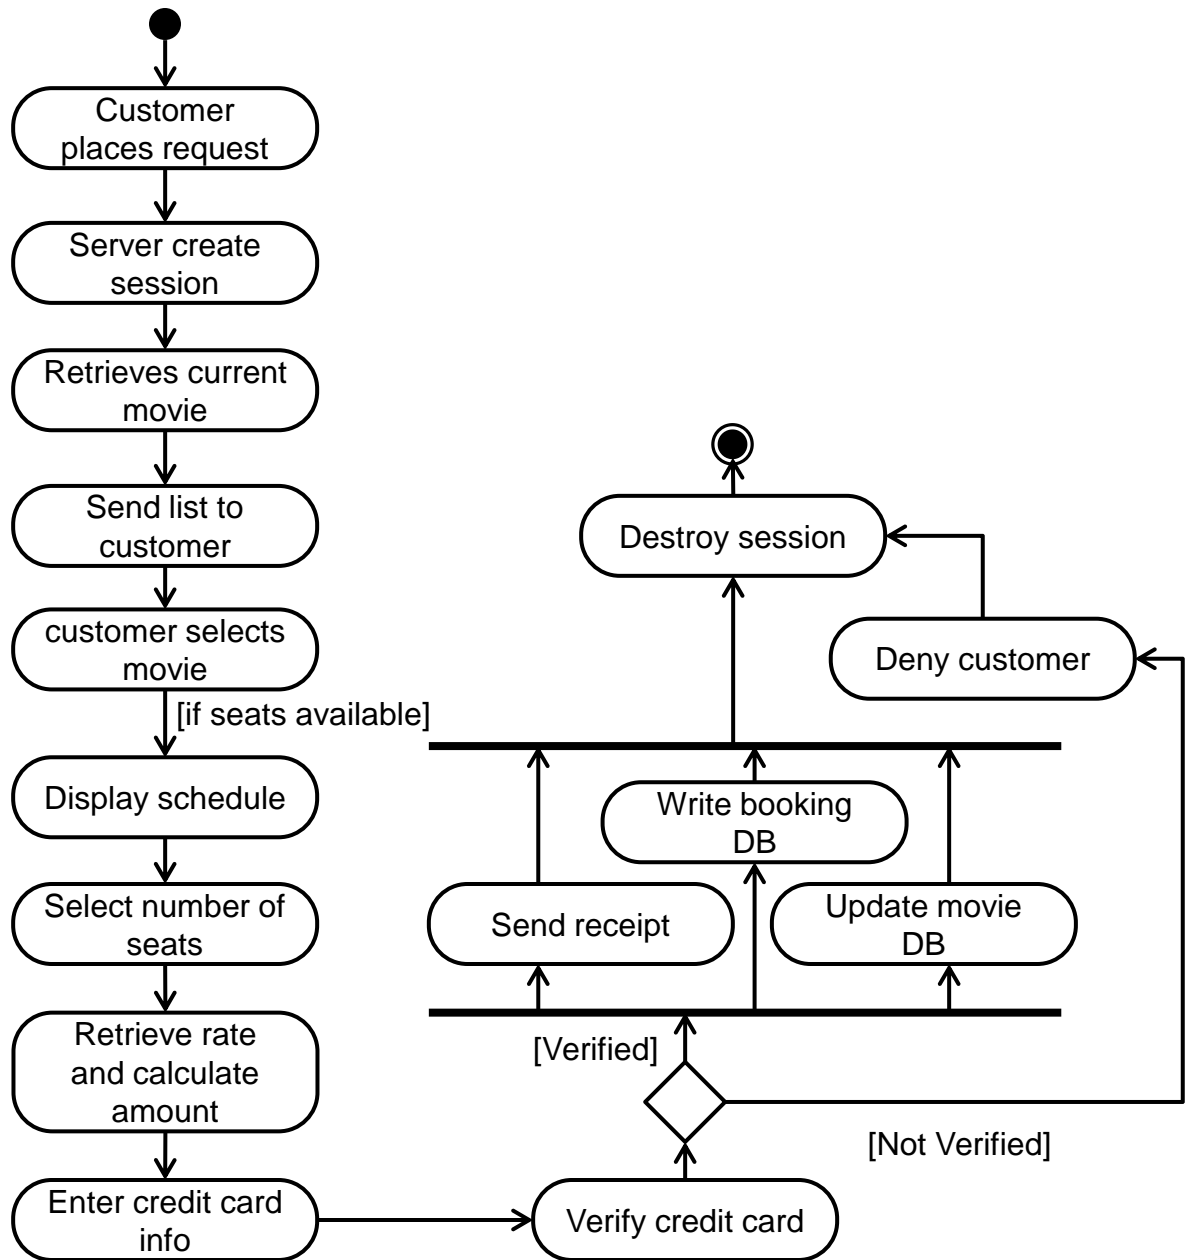 Customer
places request
Server create
session
Retrieves current
movie
Send list to
customer
customer selects
movie
[if seats available]
Display schedule
Select number of
seats
Retrieve rate
and calculate
amount
Enter credit card
info
Verify credit card
[Verified]
[Not Verified]
Send receipt
Write booking
DB
Update movie
DB
Deny customer
Destroy session